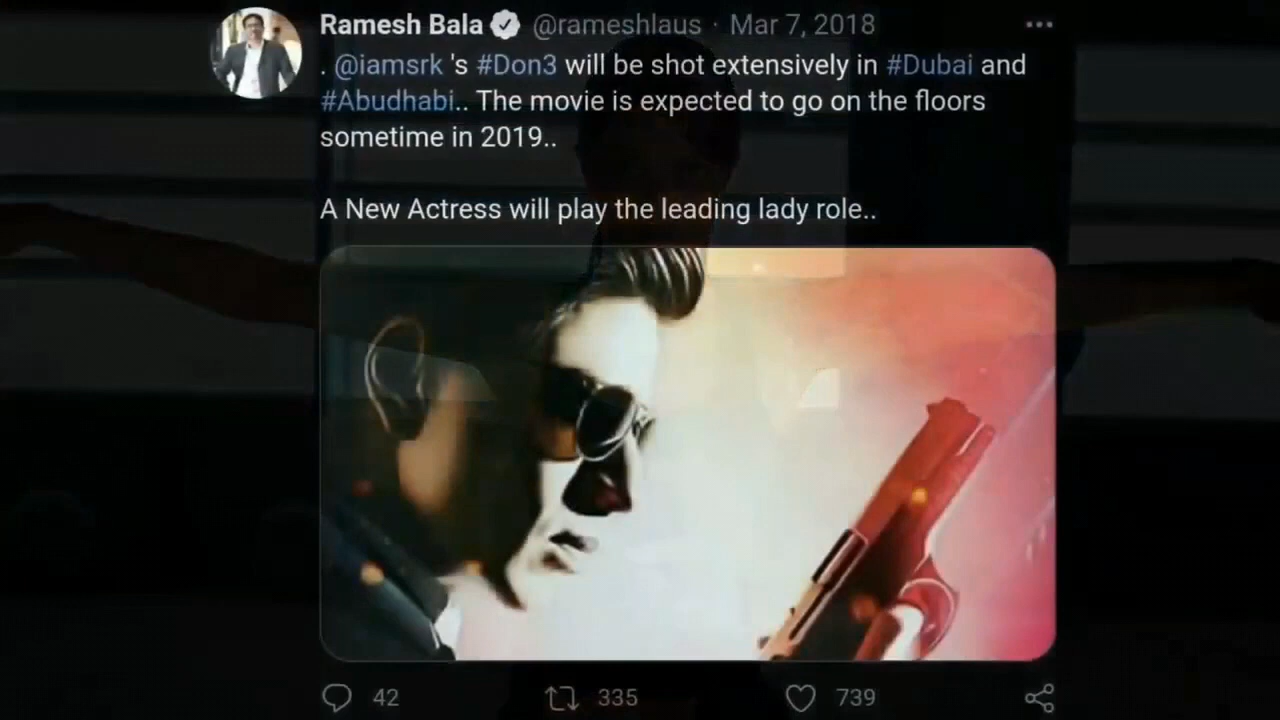 Ramesh Bala @rameshlaus · Mar 7, 2018
. @iamsrk 's #Don3 will be shot extensively in #Dubai and
#Abudhabi.. The movie is expected to go on the floors
sometime in 2019..
A New Actress will play the leading lady role..
42 335 739